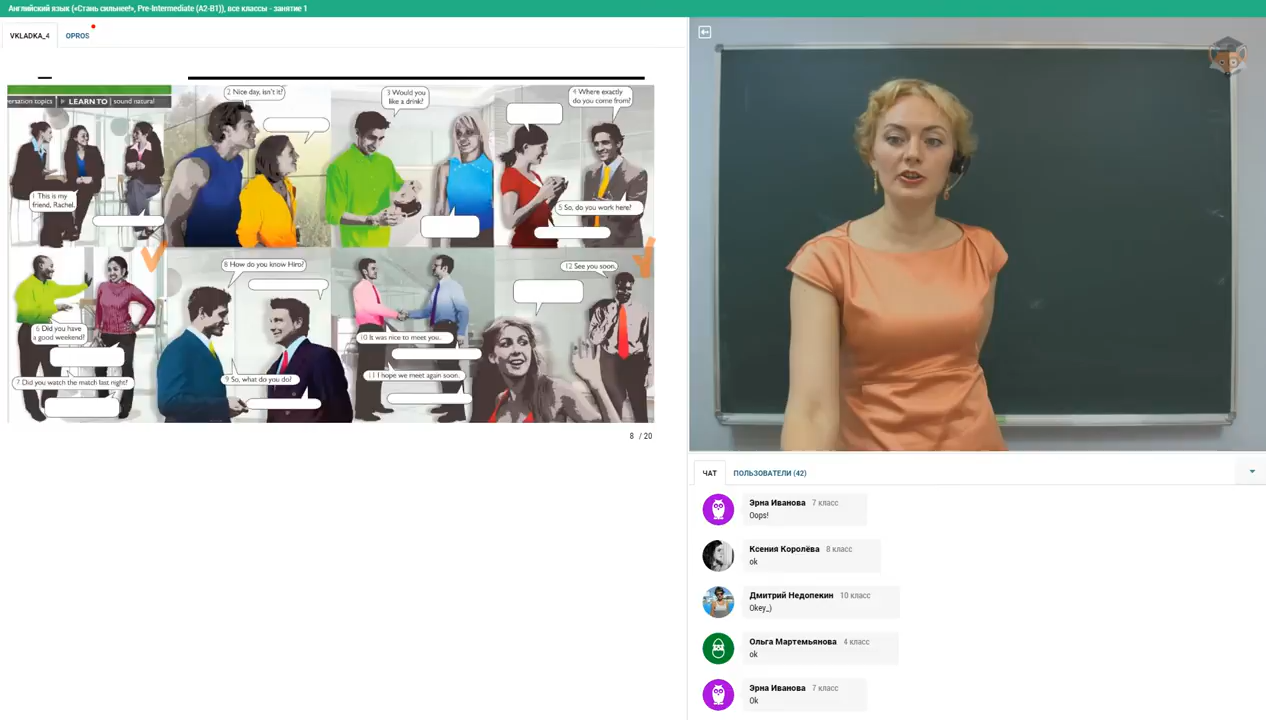 Английский язык («Стань сильнее!», Pre-Intermediate (A2-B1)), все классы - занятие 1
VKLADKA_4
OPROS
versation topics
LEARN TO
sound natural
1 This is my
friend, Rachel.
2 Nice day, isn't it?
3 Would you
like a drink?
4 Where exactly
do you come from?
5 So, do you work here?
6 Did you have
a good weekend?
7 Did you watch the match last night?
8 How do you know Hiro?
9 So, what do you do?
10 It was nice to meet you.
11 I hope we meet again soon.
12 See you soon.
8 / 20
ЧАТ
ПОЛЬЗОВАТЕЛИ (42)
Эрна Иванова 7 класс
Oops!
Ксения Королёва 8 класс
ok
Дмитрий Недопекин 10 класс
Okey_)
Ольга Мартемьянова 4 класс
ok
Эрна Иванова 7 класс
Ok